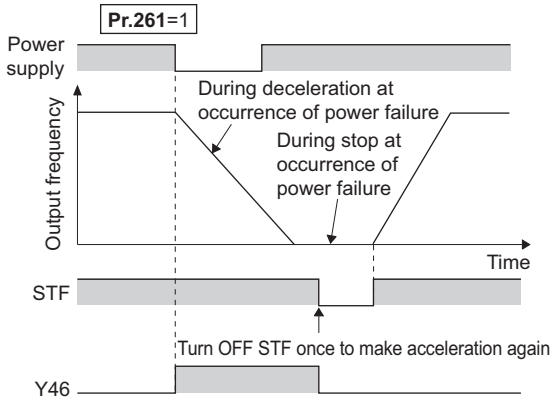 Pr.261=1
Power
supply
During deceleration at
occurrence of power failure
During stop at
occurrence of
power failure
Output frequency
Time
STF
Turn OFF STF once to make acceleration again
Y46